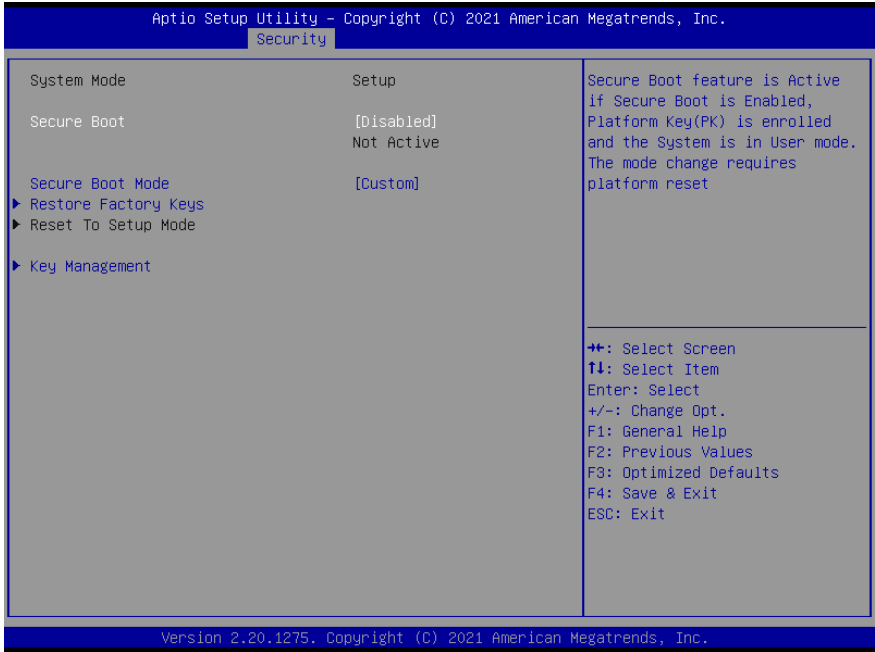 Aptio Setup Utility – Copyright (C) 2021 American Megatrends, Inc.
Security
System Mode Setup
Secure Boot [Disabled]
Not Active
Secure Boot Mode [Custom]
Restore Factory Keys
Reset To Setup Mode
Key Management
Secure Boot feature is Active
if Secure Boot is Enabled,
Platform Key(PK) is enrolled
and the System is in User mode.
The mode change requires
platform reset
→←: Select Screen
↑↓: Select Item
Enter: Select
+/-: Change Opt.
F1: General Help
F2: Previous Values
F3: Optimized Defaults
F4: Save & Exit
ESC: Exit
Version 2.20.1275. Copyright (C) 2021 American Megatrends, Inc.